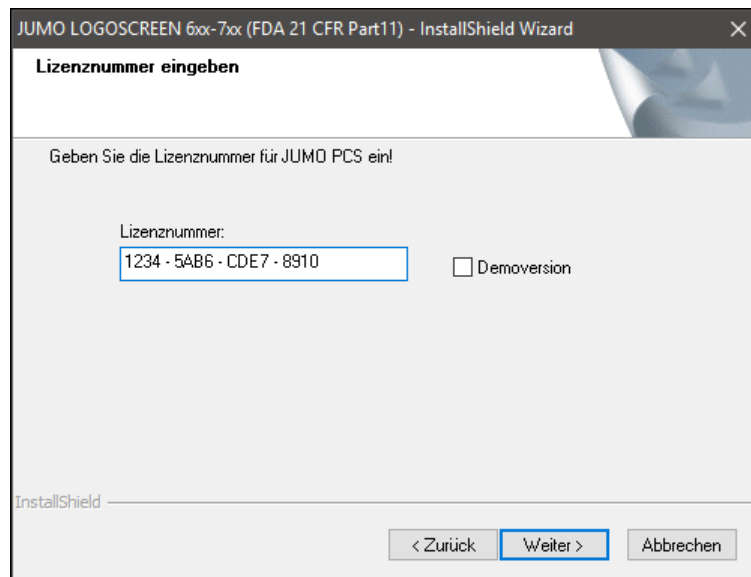 JUMO LOGOSCREEN 6xx-7xx (FDA 21 CFR Part11) - InstallShield Wizard
Lizenznummer eingeben
Geben Sie die Lizenznummer für JUMO PCS ein!
Lizenznummer:
1234 - 5AB6 - CDE7 - 8910
Demoversion
InstallShield
< Zurück Weiter > Abbrechen